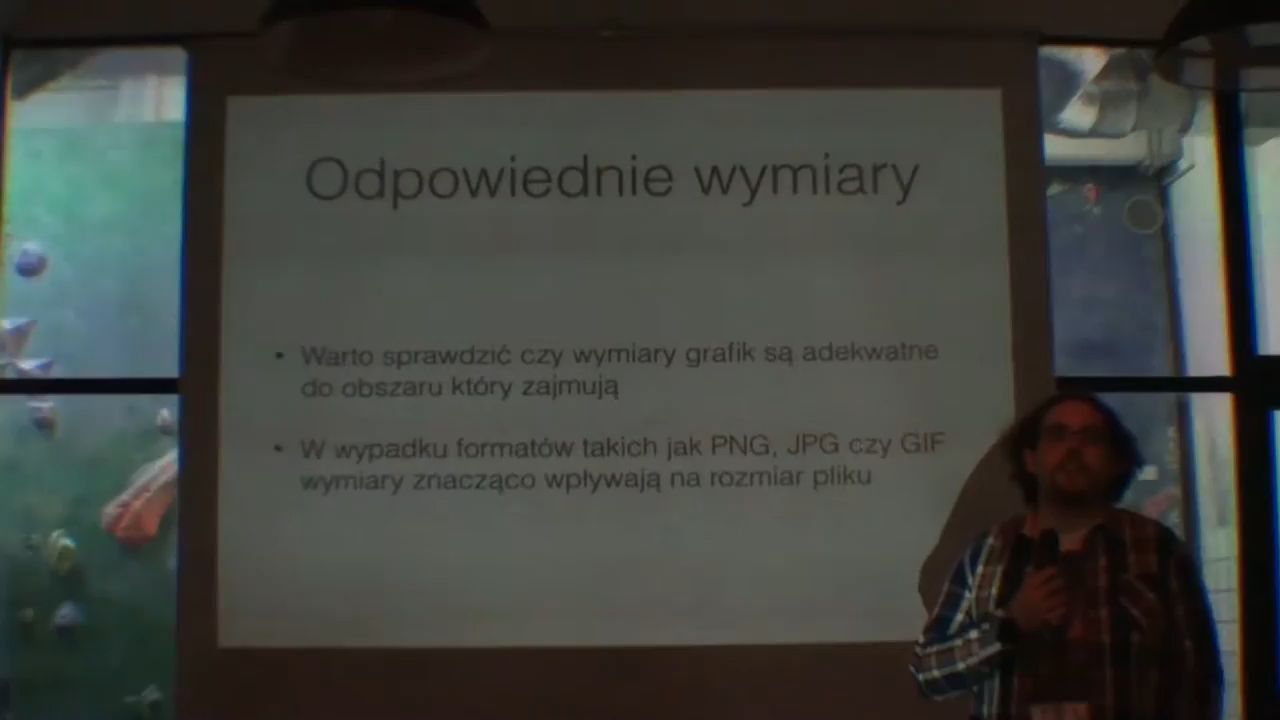 Odpowiednie wymiary
• Warto sprawdzić czy wymiary grafik są adekwatne
do obszaru który zajmują
• W wypadku formatów takich jak PNG, JPG czy GIF
wymiary znacząco wpływają na rozmiar pliku